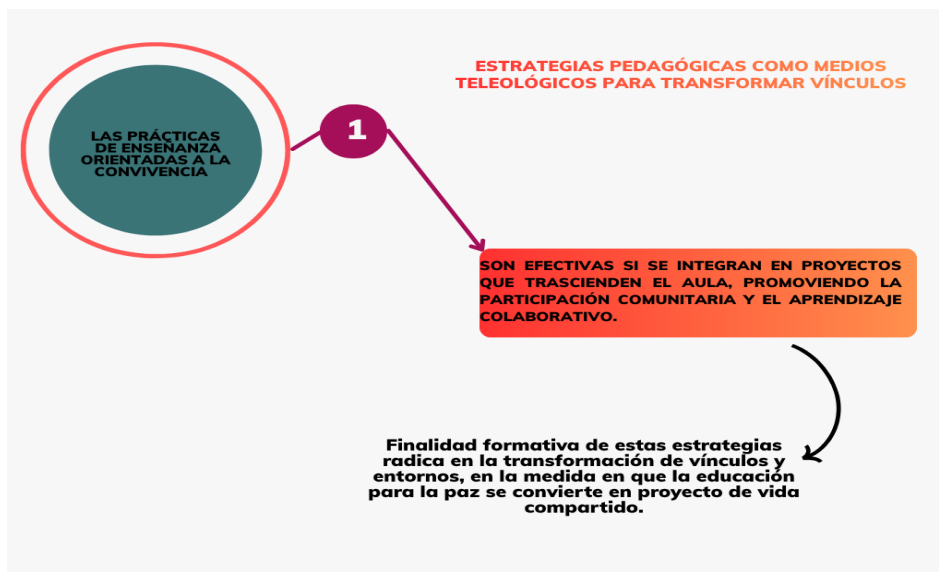 ESTRATEGIAS PEDAGÓGICAS COMO MEDIOS
TELEOLÓGICOS PARA TRANSFORMAR VÍNCULOS
LAS PRÁCTICAS
DE ENSEÑANZA
ORIENTADAS A LA
CONVIVENCIA
1
SON EFECTIVAS SI SE INTEGRAN EN PROYECTOS
QUE TRASCIENDEN EL AULA, PROMOVIENDO LA
PARTICIPACIÓN COMUNITARIA Y EL APRENDIZAJE
COLABORATIVO.
Finalidad formativa de estas estrategias
radica en la transformación de vínculos y
entornos, en la medida en que la educación
para la paz se convierte en proyecto de vida
compartido.